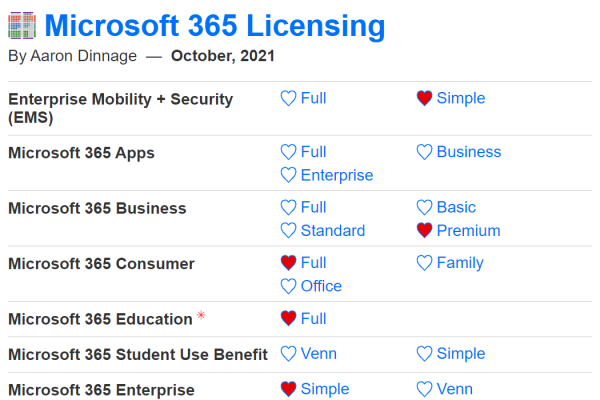 Microsoft 365 Licensing
By Aaron Dinnage — October, 2021
Enterprise Mobility + Security Full Simple
(EMS)
Microsoft 365 Apps Full Business
Enterprise
Microsoft 365 Business Full Basic
Standard Premium
Microsoft 365 Consumer Full Family
Office
Microsoft 365 Education * Full
Microsoft 365 Student Use Benefit Venn Simple
Microsoft 365 Enterprise Simple Venn